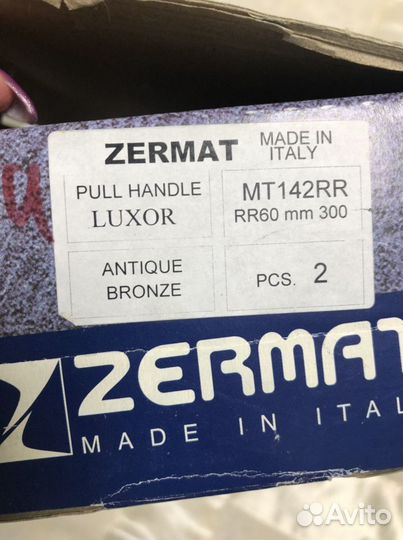 ZERMAT MADE IN ITALY
PULL HANDLE
LUXOR
MT142RR
RR60 mm 300
ANTIQUE
BRONZE
PCS. 2
ZERMAT
MADE IN ITAL
Avito